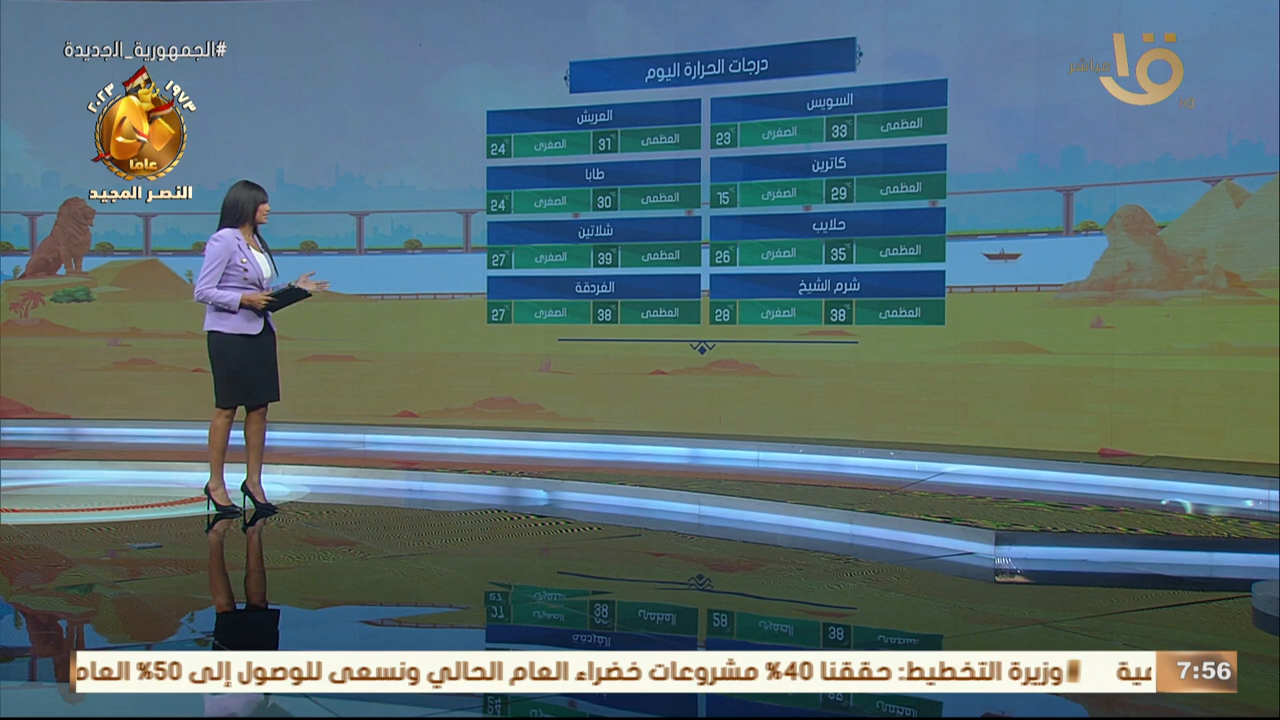 #الجمهورية_الجديدة
١٩٧٣
٢٠٢٣
عاماً
النصر المجيد
مباشر
درجات الحرارة اليوم
السويس
العظمى 33 الصغرى 23
العريش
العظمى 31 الصغرى 24
كاترين
العظمى 29 الصغرى 15
طابا
العظمى 30 الصغرى 24
حلايب
العظمى 35 الصغرى 26
شلاتين
العظمى 39 الصغرى 27
شرم الشيخ
العظمى 38 الصغرى 28
الغردقة
العظمى 38 الصغرى 27
7:56
وزيرة التخطيط: حققنا 40% مشروعات خضراء العام الحالي ونسعى للوصول إلى 50% العام